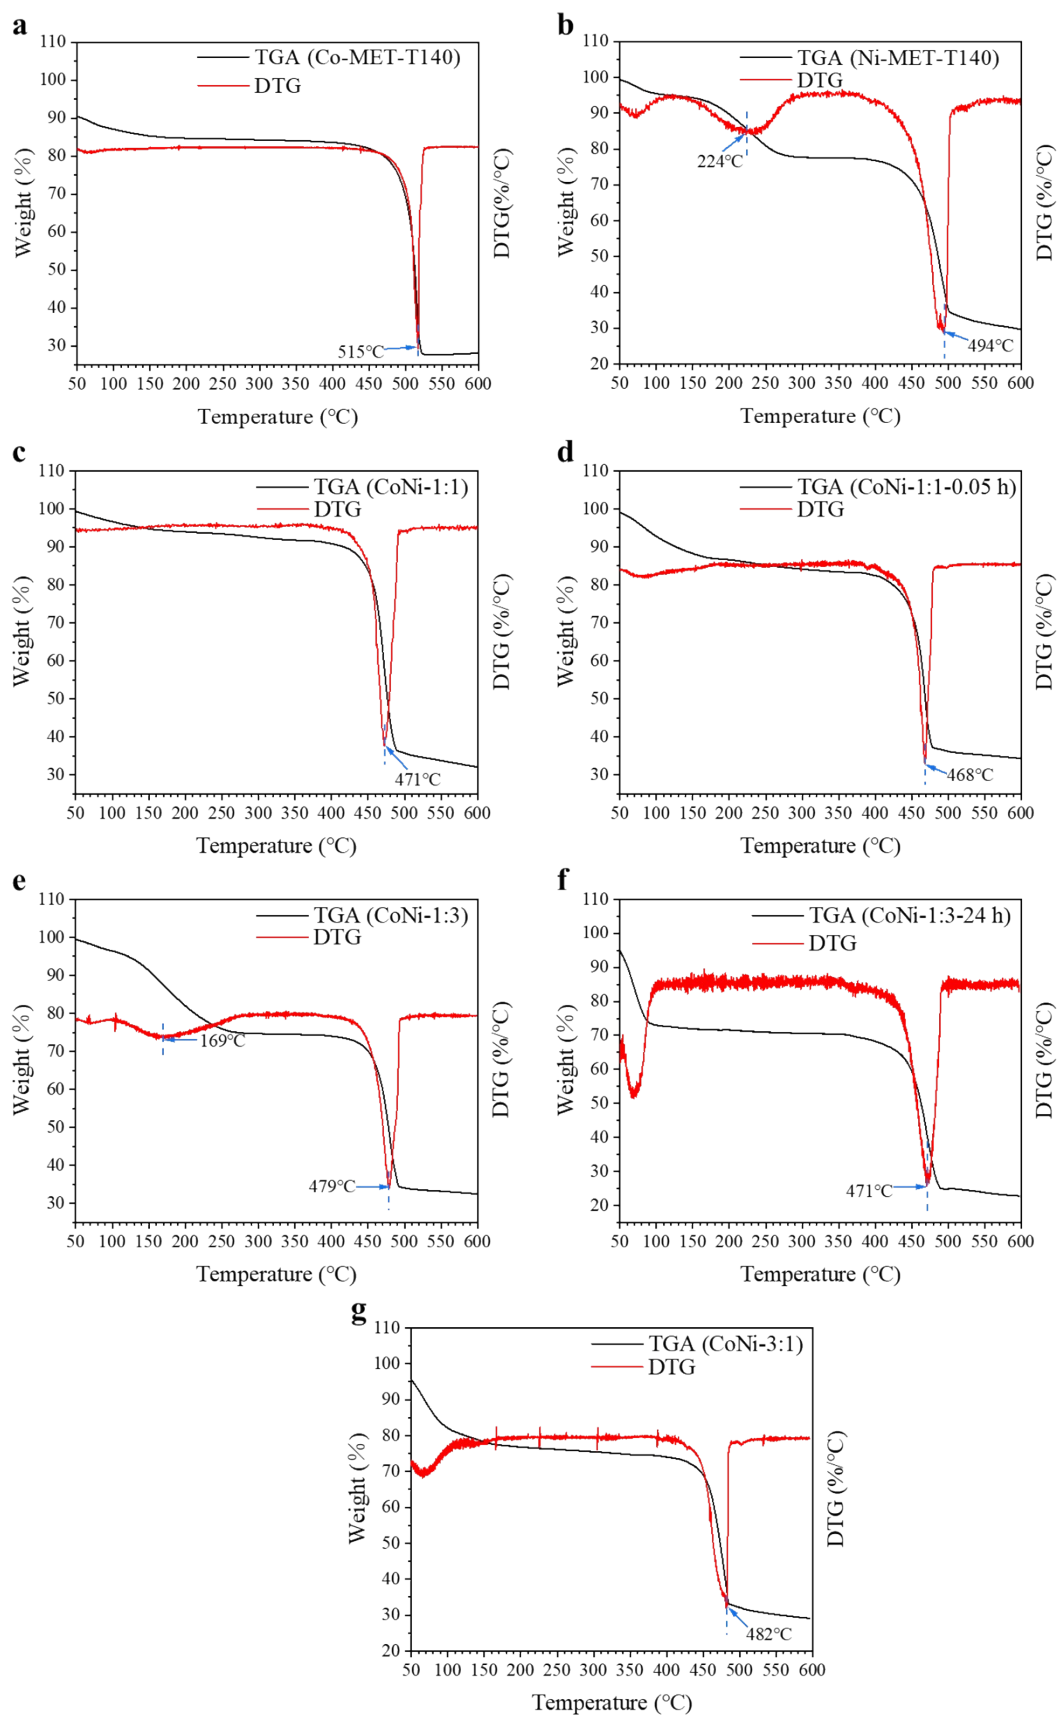 a
TGA (Co-MET-T140)
DTG
110
100
90
80
70
60
50
40
30
515℃
50 100 150 200 250 300 350 400 450 500 550 600
Weight (%)
DTG(%/℃)
Temperature (℃)
b
TGA (Ni-MET-T140)
DTG
110
100
90
80
70
60
50
40
30
20
224℃
494℃
50 100 150 200 250 300 350 400 450 500 550 600
Weight (%)
DTG (%/℃)
Temperature (℃)
c
TGA (CoNi-1:1)
DTG
110
100
90
80
70
60
50
40
30
471℃
50 100 150 200 250 300 350 400 450 500 550 600
Weight (%)
DTG (%/℃)
Temperature (℃)
d
TGA (CoNi-1:1-0.05 h)
DTG
110
100
90
80
70
60
50
40
30
468℃
50 100 150 200 250 300 350 400 450 500 550 600
Weight (%)
DTG (%/℃)
Temperature (℃)
e
TGA (CoNi-1:3)
DTG
110
100
90
80
70
60
50
40
30
169℃
479℃
50 100 150 200 250 300 350 400 450 500 550 600
Weight (%)
DTG (%/℃)
Temperature (℃)
f
TGA (CoNi-1:3-24 h)
DTG
110
100
90
80
70
60
50
40
30
20
471℃
50 100 150 200 250 300 350 400 450 500 550 600
Weight (%)
DTG (%/℃)
Temperature (℃)
g
TGA (CoNi-3:1)
DTG
110
100
90
80
70
60
50
40
30
20
482℃
50 100 150 200 250 300 350 400 450 500 550 600
Weight (%)
DTG (%/℃)
Temperature (℃)